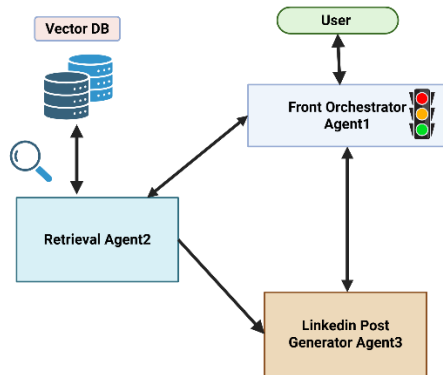 Vector DB
User
Front Orchestrator
Agent1
Retrieval Agent2
Linkedin Post
Generator Agent3